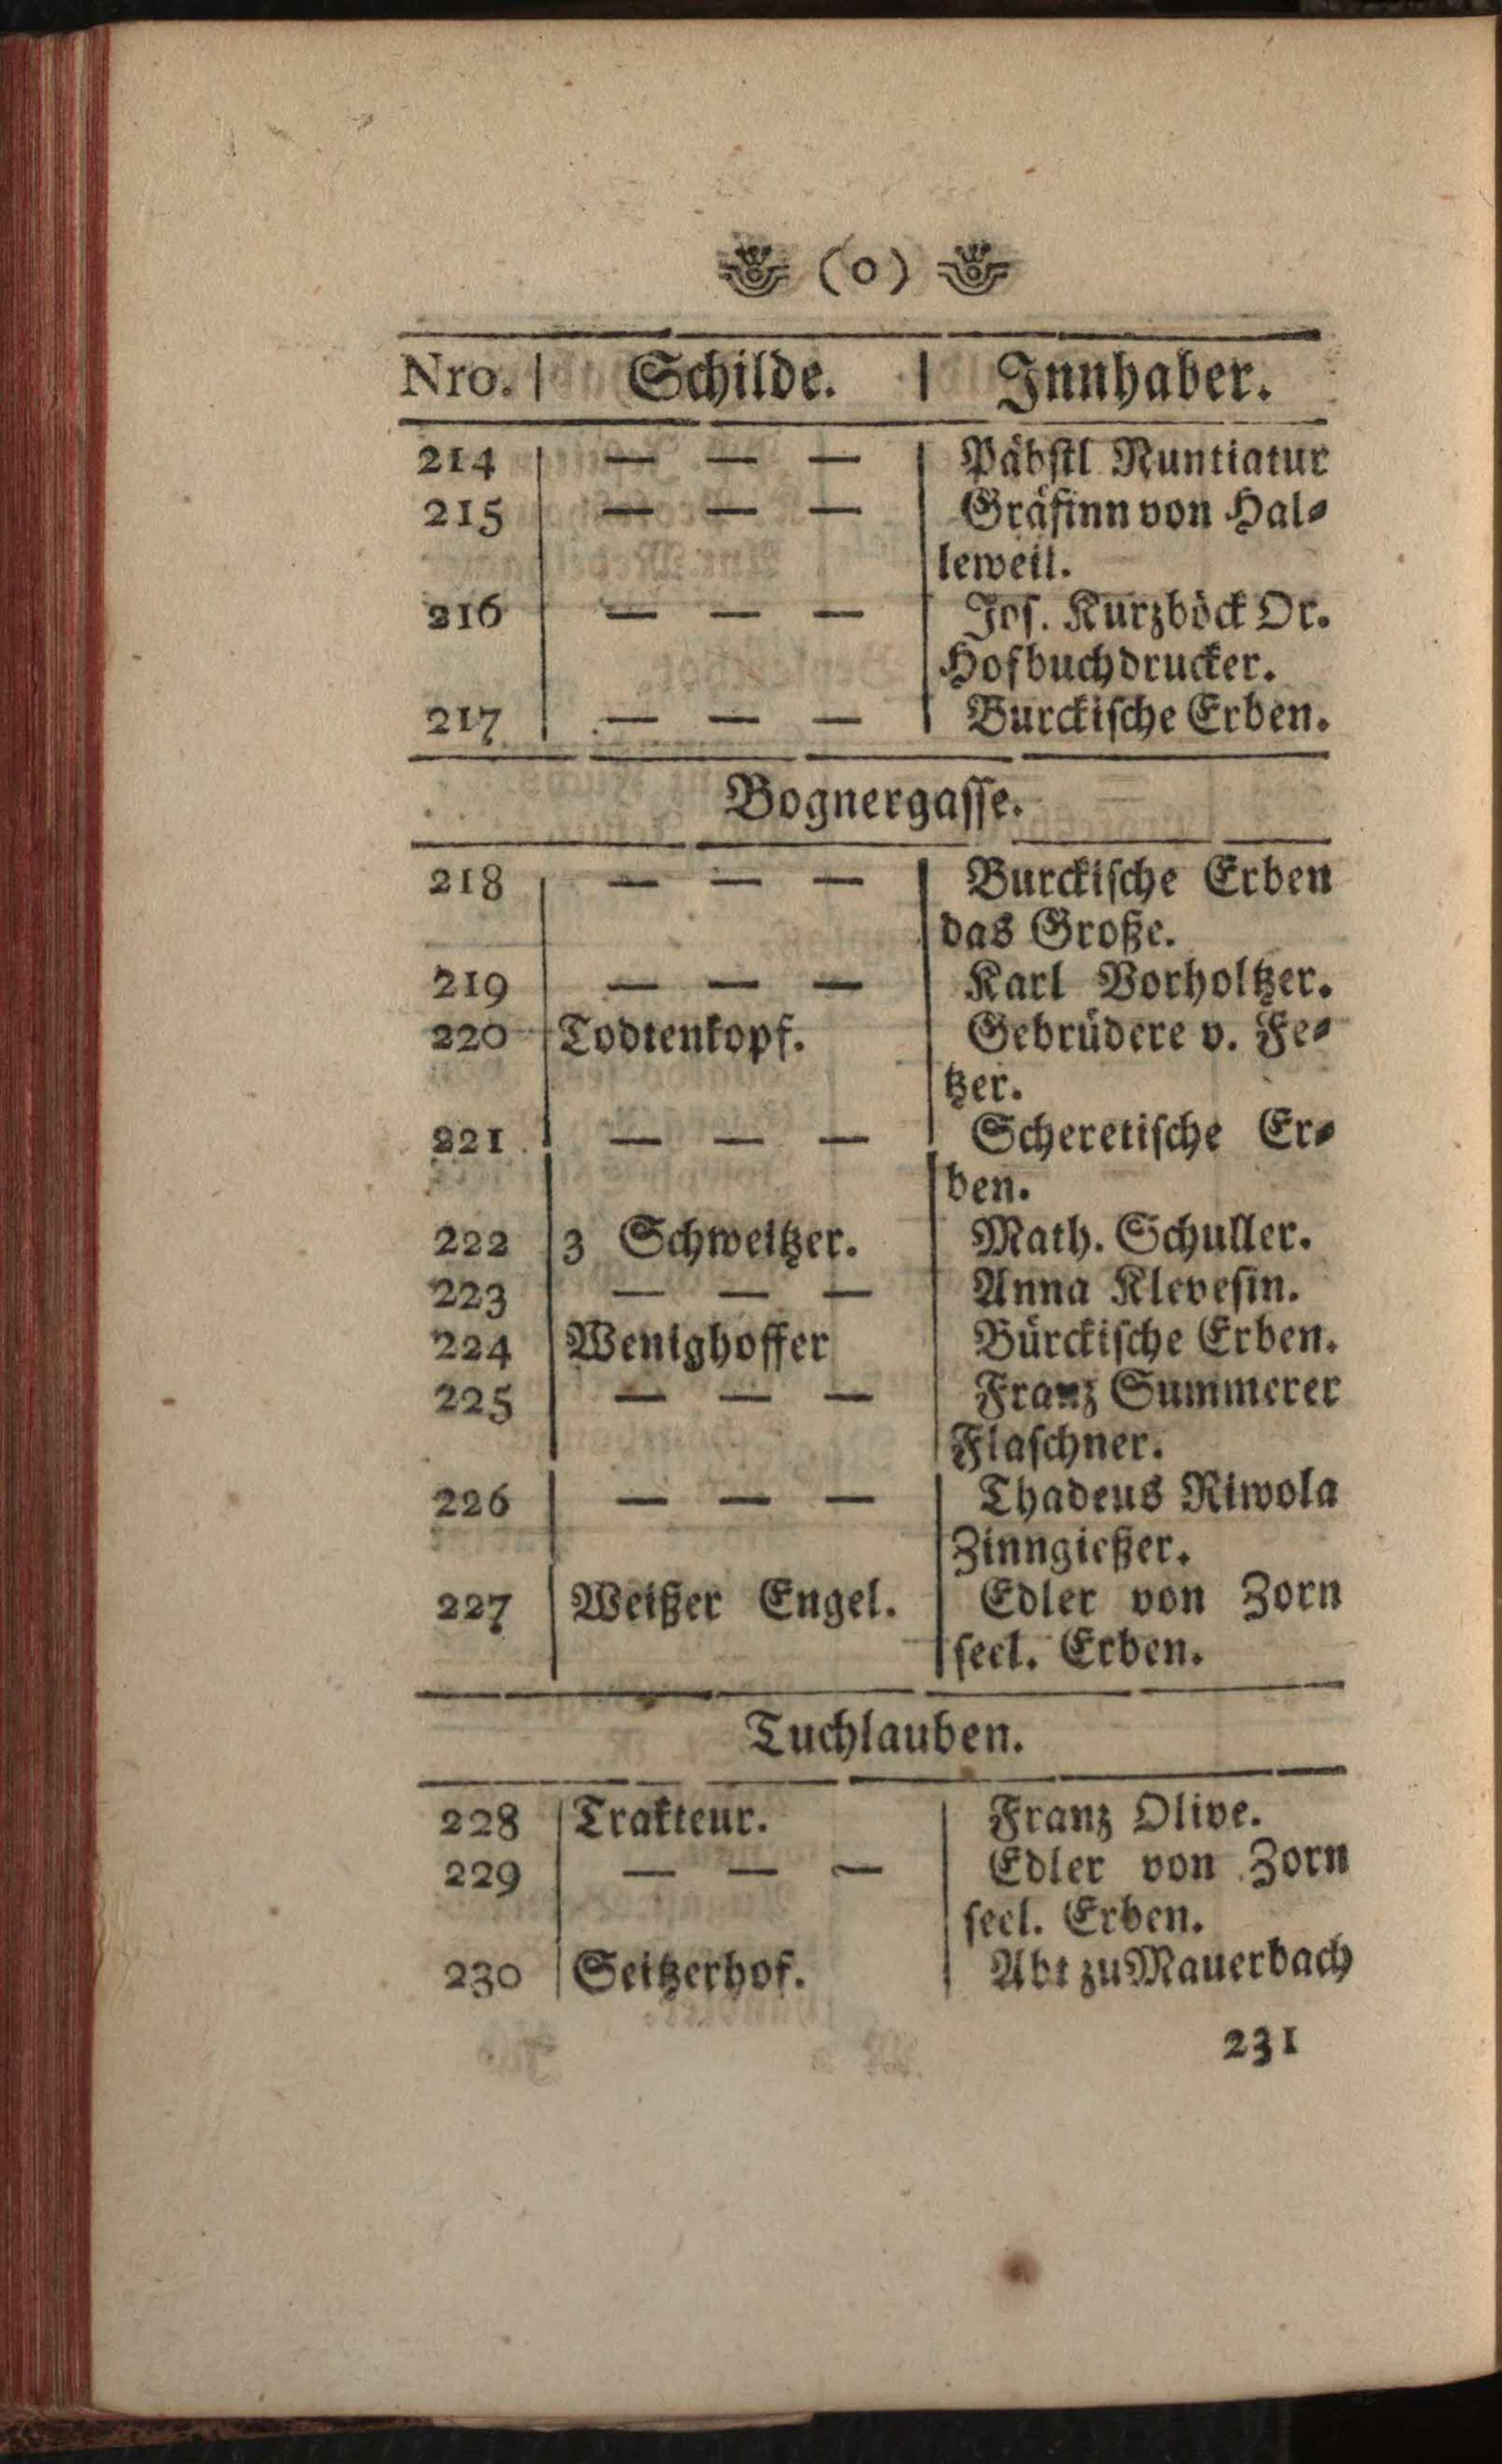 (o)
Nro. | Schilde. | Innhaber.
214 — — — Päbstl Nuntiatur
215 — — — Gräfinn von Hal-
leweil.
216 — — — Jos. Kurzböck Or.
Hofbuchdrucker.
217 — — — Burckische Erben.
Bognergasse.
218 — — — Burckische Erben
das Große.
219 — — — Karl Vorholtzer.
220 Todtenkopf. Gebrüdere v. Fe-
tzer.
221 — — — Scheretische Er-
ben.
222 3 Schweitzer. Math. Schuller.
223 — — — Anna Klevesin.
224 Wenighoffer Bürckische Erben.
225 — — — Franz Summerer
Flaschner.
226 — — — Thadeus Riwola
Zinngießer.
227 Weißer Engel. Edler von Zorn
seel. Erben.
Tuchlauben.
228 Trakteur. Franz Olive.
229 — — — Edler von Zorn
seel. Erben.
230 Seitzerhof. Abt zu Mauerbach
231